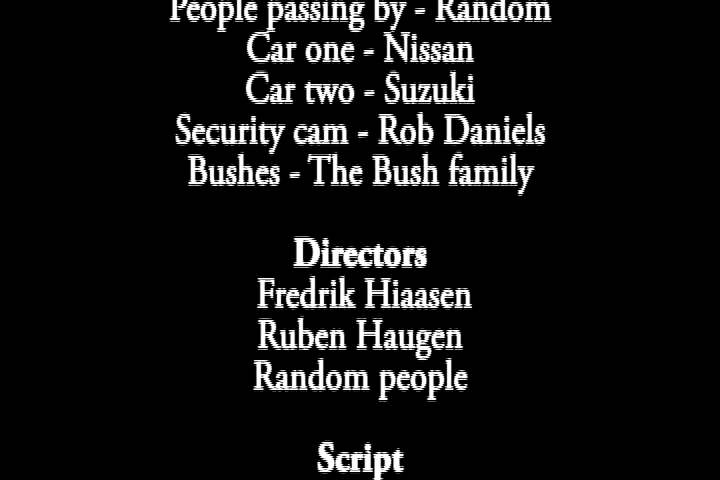 People passing by - Random
Car one - Nissan
Car two - Suzuki
Security cam - Rob Daniels
Bushes - The Bush family
Directors
Fredrik Hiaasen
Ruben Haugen
Random people
Script